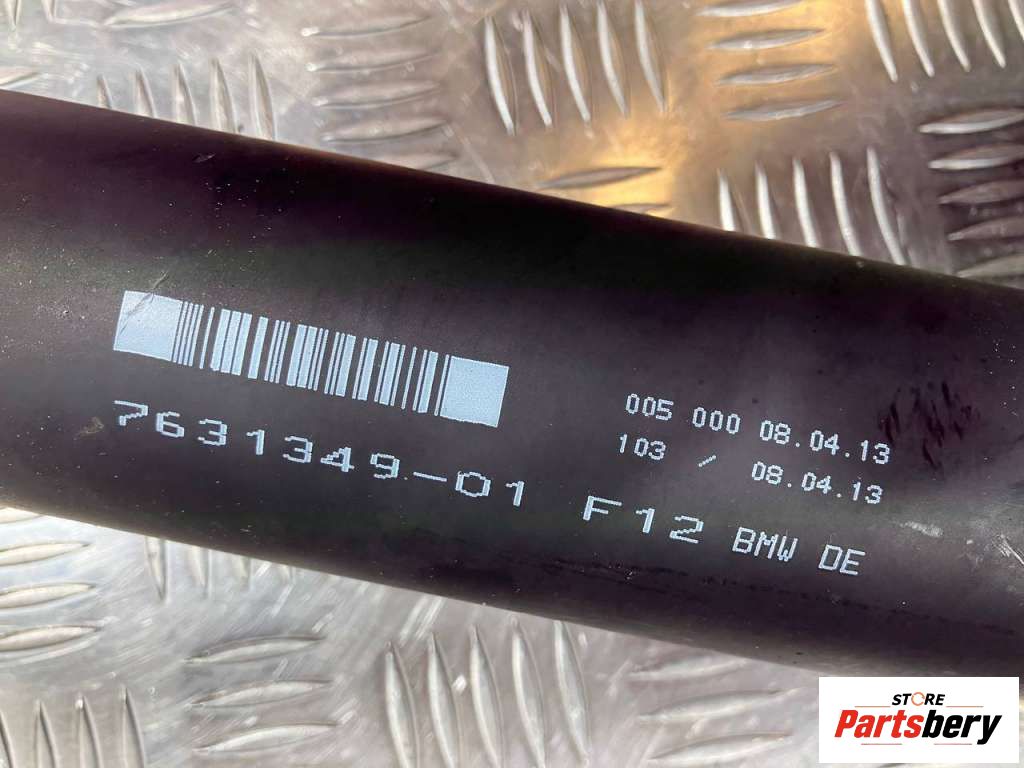 005 000 08.04.13
103 / 08.04.13
7631349-01 F12 BMW DE
STORE
Partsbery